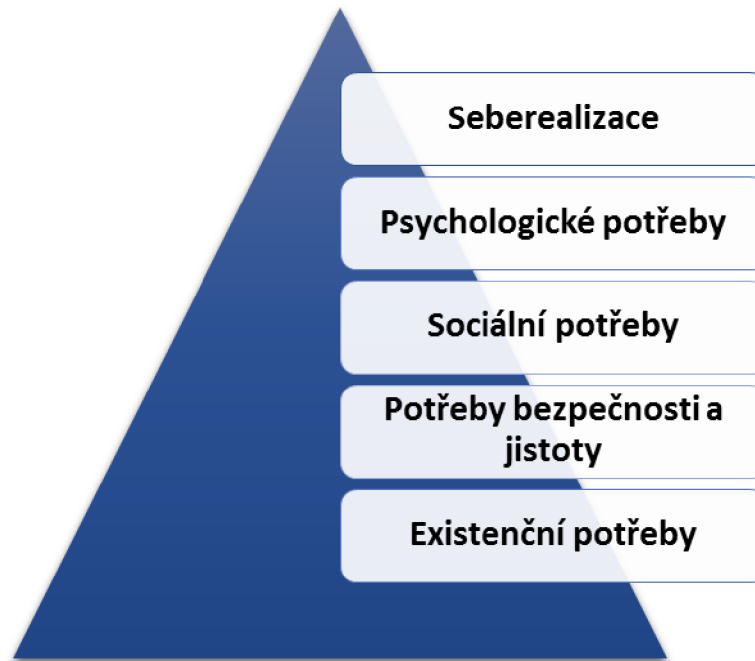 Seberealizace
Psychologické potřeby
Sociální potřeby
Potřeby bezpečnosti a
jistoty
Existenční potřeby